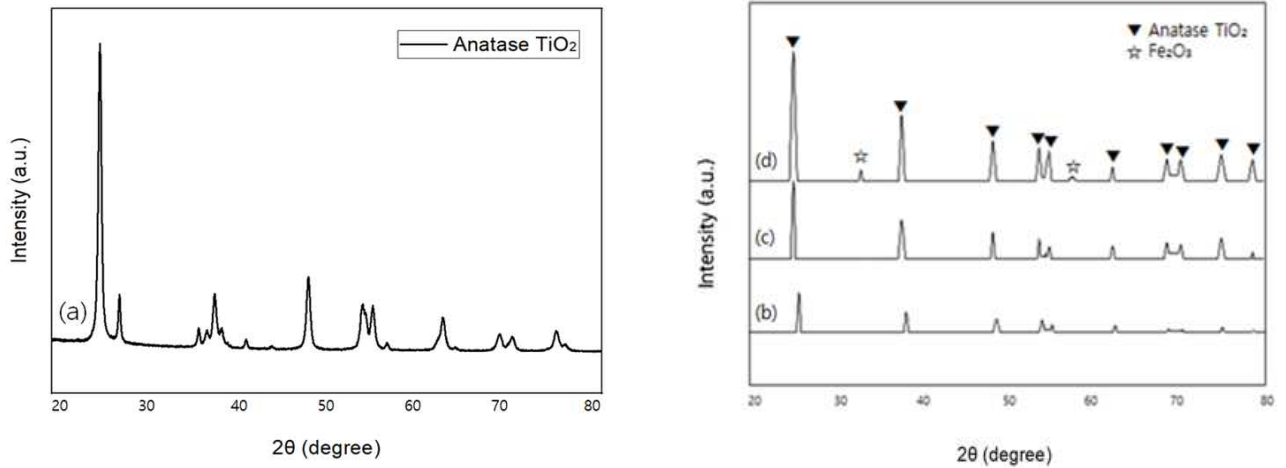 Anatase TiO₂
(a)
Intensity (a.u.)
20 30 40 50 60 70 80
2θ (degree)
▼ Anatase TiO₂
☆ Fe₂O₃
(d)
(c)
(b)
Intensity (a.u.)
20 30 40 50 60 70 80
2θ (degree)